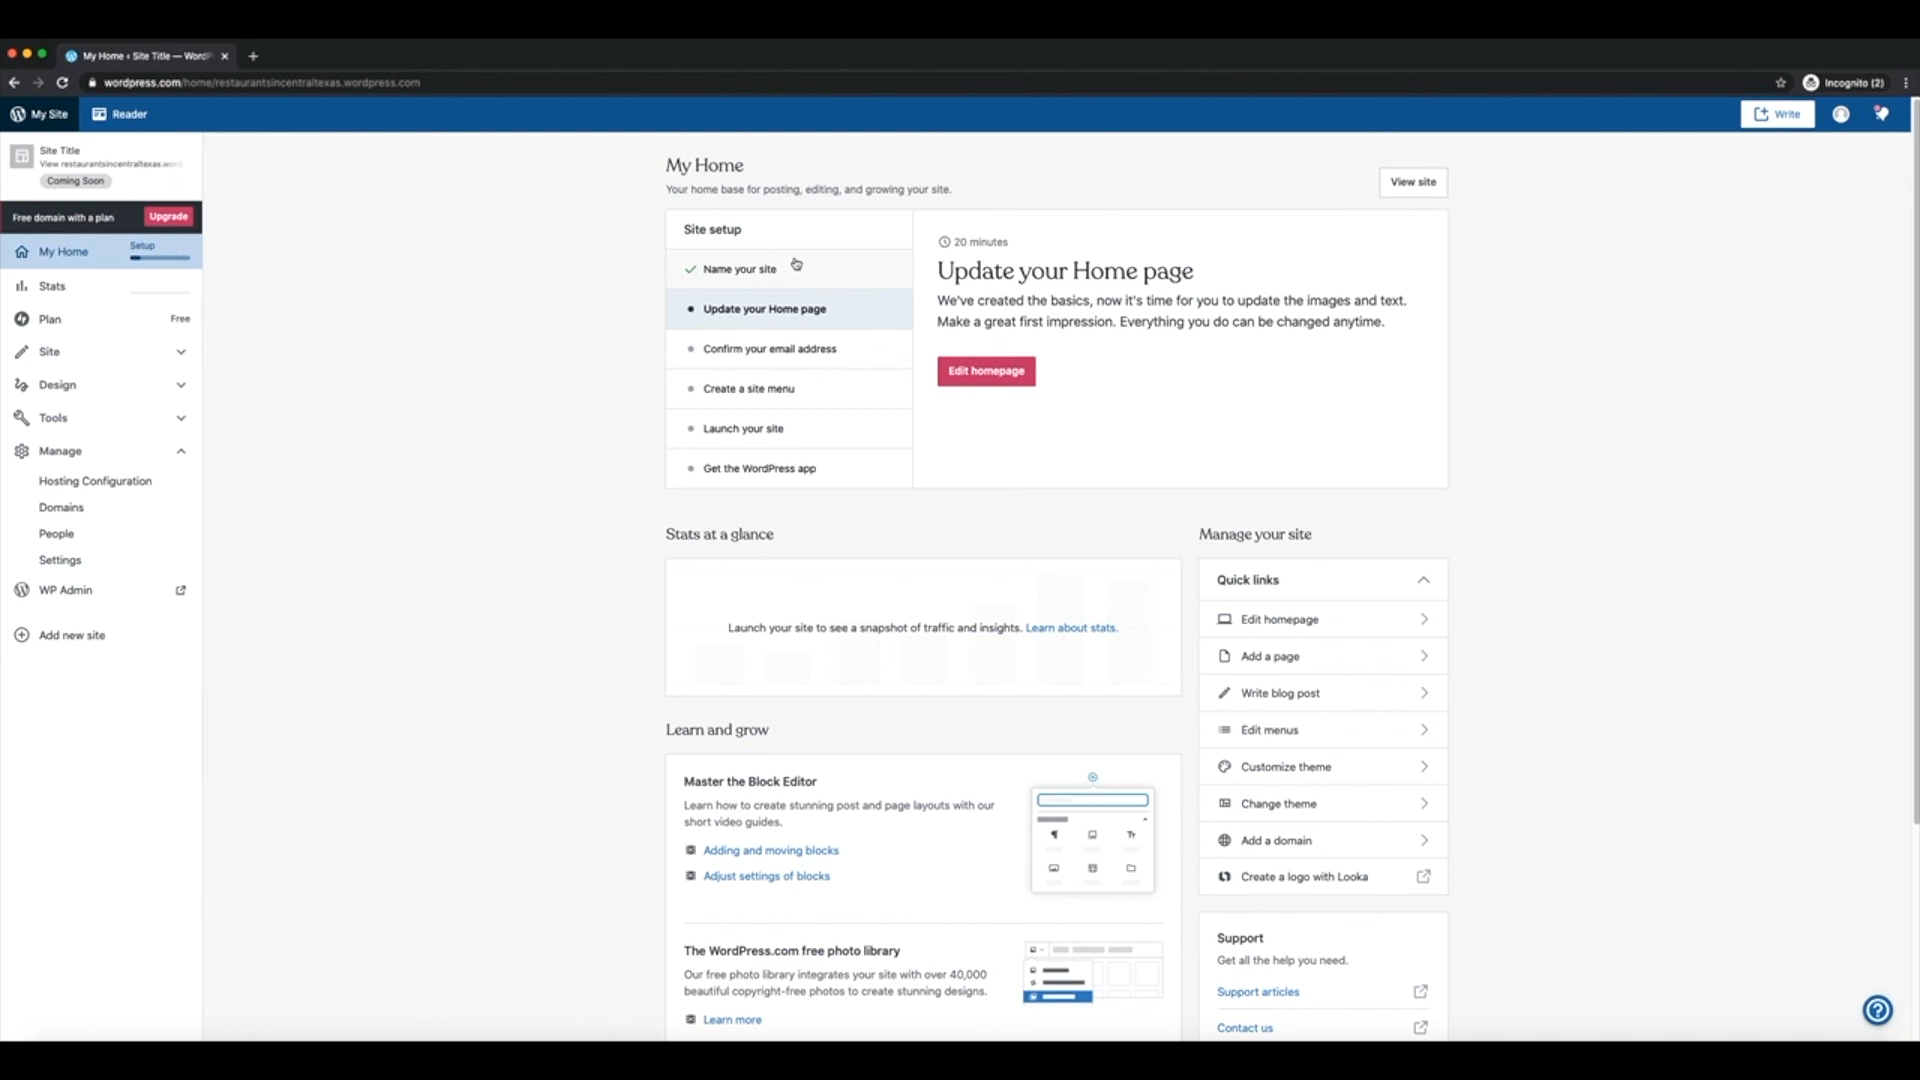 My Home ‹ Site Title — WordP
wordpress.com/home/restaurantsincentraltexas.wordpress.com
Incognito (2)
My Site
Reader
Write
Site Title
View restaurantsincentraltexas.word
Coming Soon
Free domain with a plan
Upgrade
My Home
Setup
Stats
Plan
Free
Site
Design
Tools
Manage
Hosting Configuration
Domains
People
Settings
WP Admin
Add new site
My Home
Your home base for posting, editing, and growing your site.
View site
Site setup
Name your site
Update your Home page
Confirm your email address
Create a site menu
Launch your site
Get the WordPress app
20 minutes
Update your Home page
We've created the basics, now it's time for you to update the images and text.
Make a great first impression. Everything you do can be changed anytime.
Edit homepage
Stats at a glance
Launch your site to see a snapshot of traffic and insights. Learn about stats.
Learn and grow
Master the Block Editor
Learn how to create stunning post and page layouts with our
short video guides.
Adding and moving blocks
Adjust settings of blocks
Tr
The WordPress.com free photo library
Our free photo library integrates your site with over 40,000
beautiful copyright-free photos to create stunning designs.
Learn more
Manage your site
Quick links
Edit homepage
Add a page
Write blog post
Edit menus
Customize theme
Change theme
Add a domain
Create a logo with Looka
Support
Get all the help you need.
Support articles
Contact us